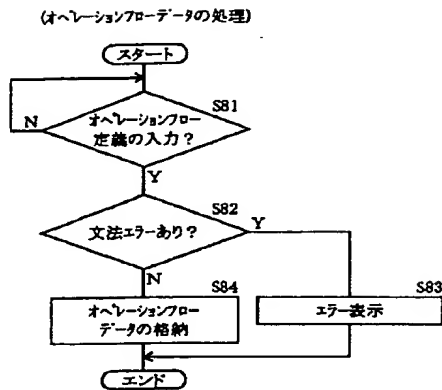 (オペレーションフローデータの処理)
スタート
S81
オペレーションフロー
定義の入力?
N
Y
S82
文法エラーあり?
Y
N
S84
オペレーションフロー
データの格納
S83
エラー表示
エンド